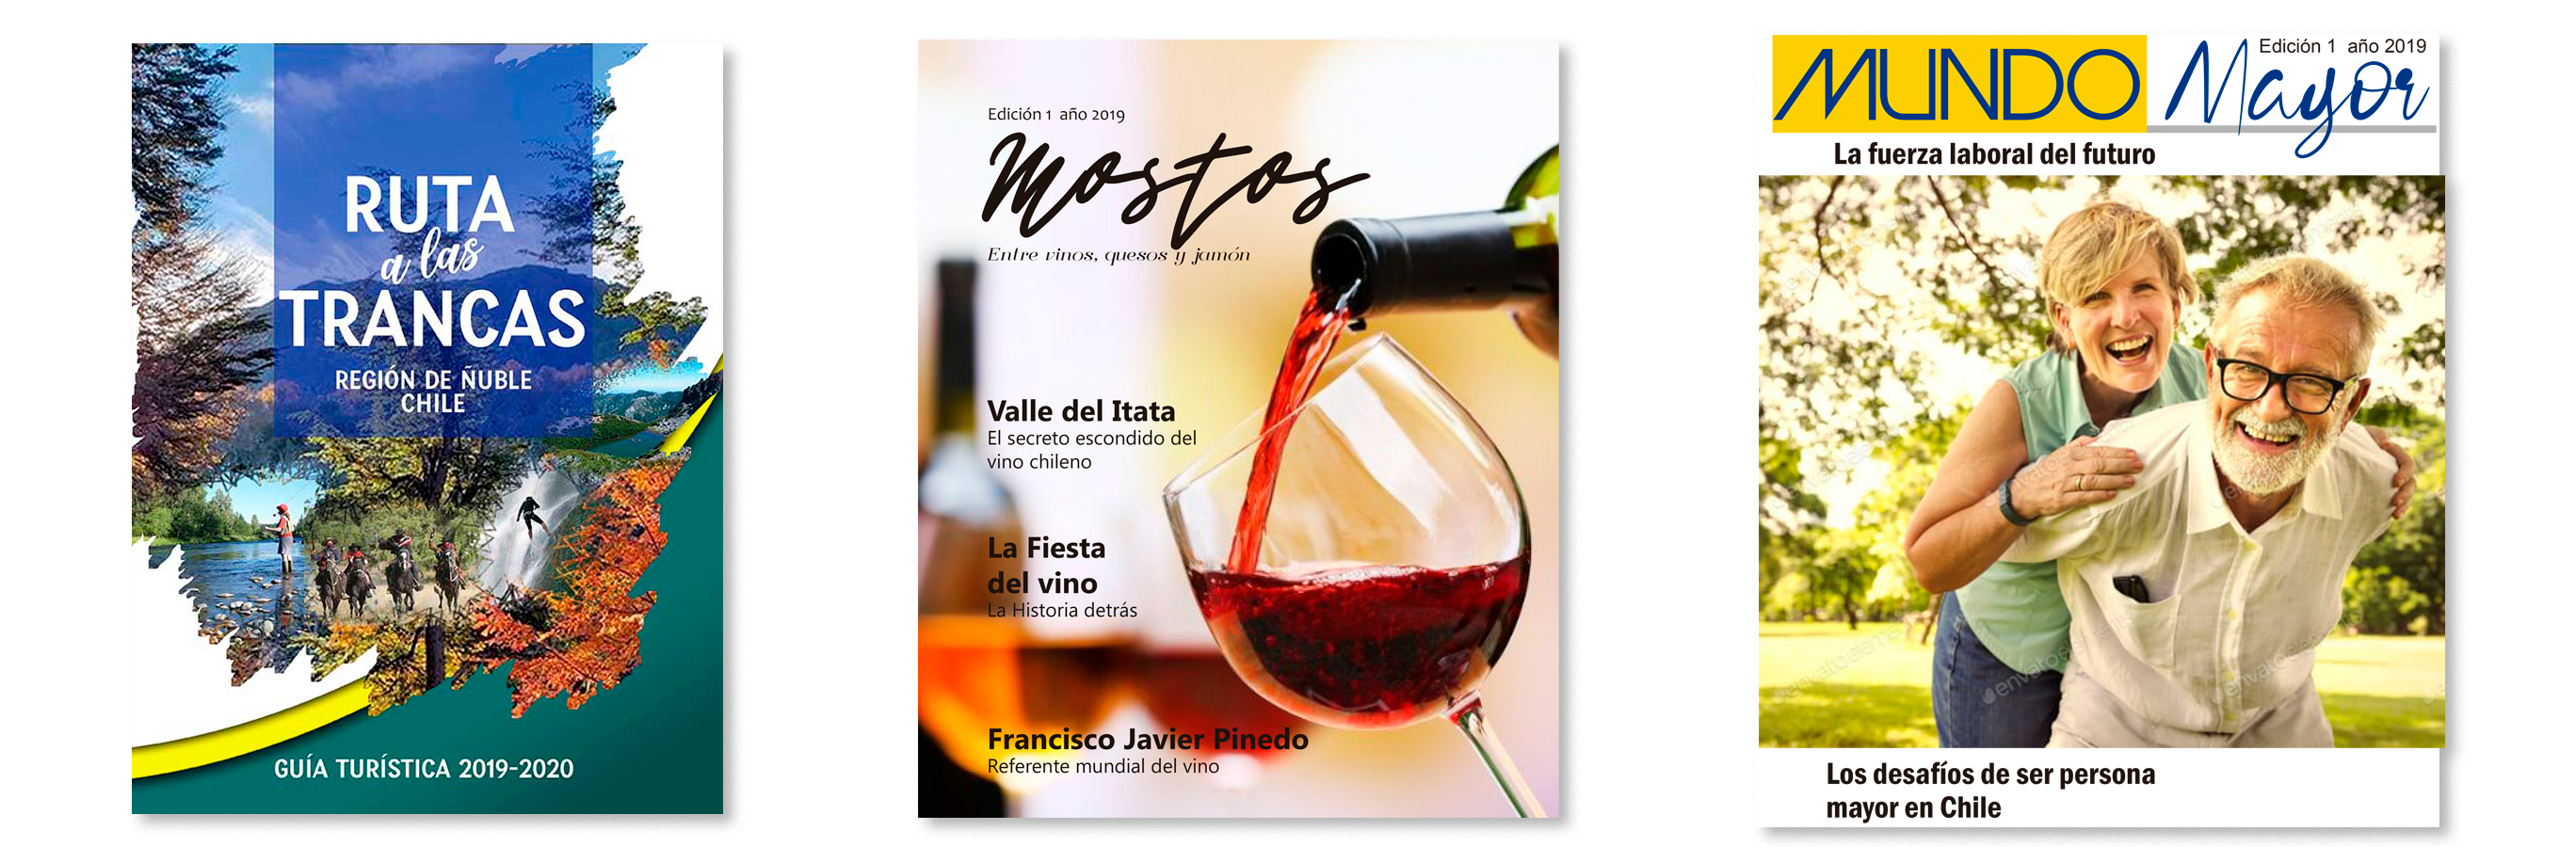 RUTA
a las
TRANCAS
REGIÓN DE ÑUBLE
CHILE
GUÍA TURÍSTICA 2019-2020
Edición 1 año 2019
Mostos
Entre vinos, quesos y jamón
Valle del Itata
El secreto escondido del
vino chileno
La Fiesta
del vino
La Historia detrás
Francisco Javier Pinedo
Referente mundial del vino
Edición 1 año 2019
MUNDO Mayor
La fuerza laboral del futuro
Los desafíos de ser persona
mayor en Chile